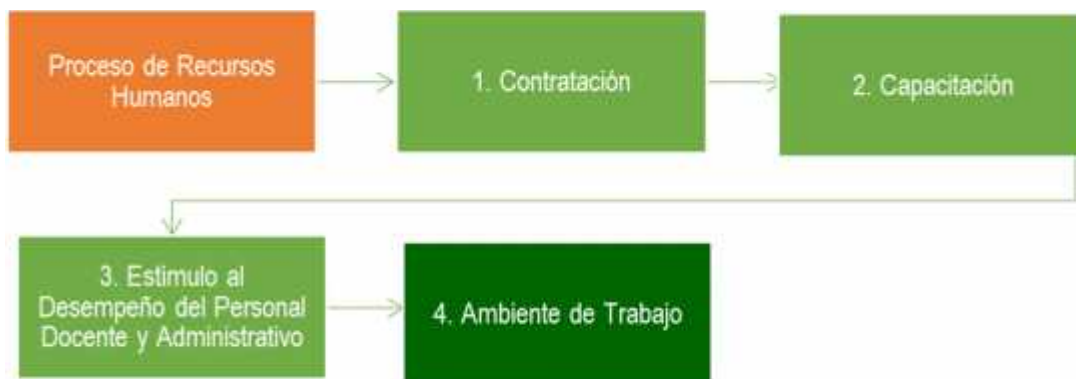 Proceso de Recursos
Humanos
1. Contratación
2. Capacitación
3. Estimulo al
Desempeño del Personal
Docente y Administrativo
4. Ambiente de Trabajo